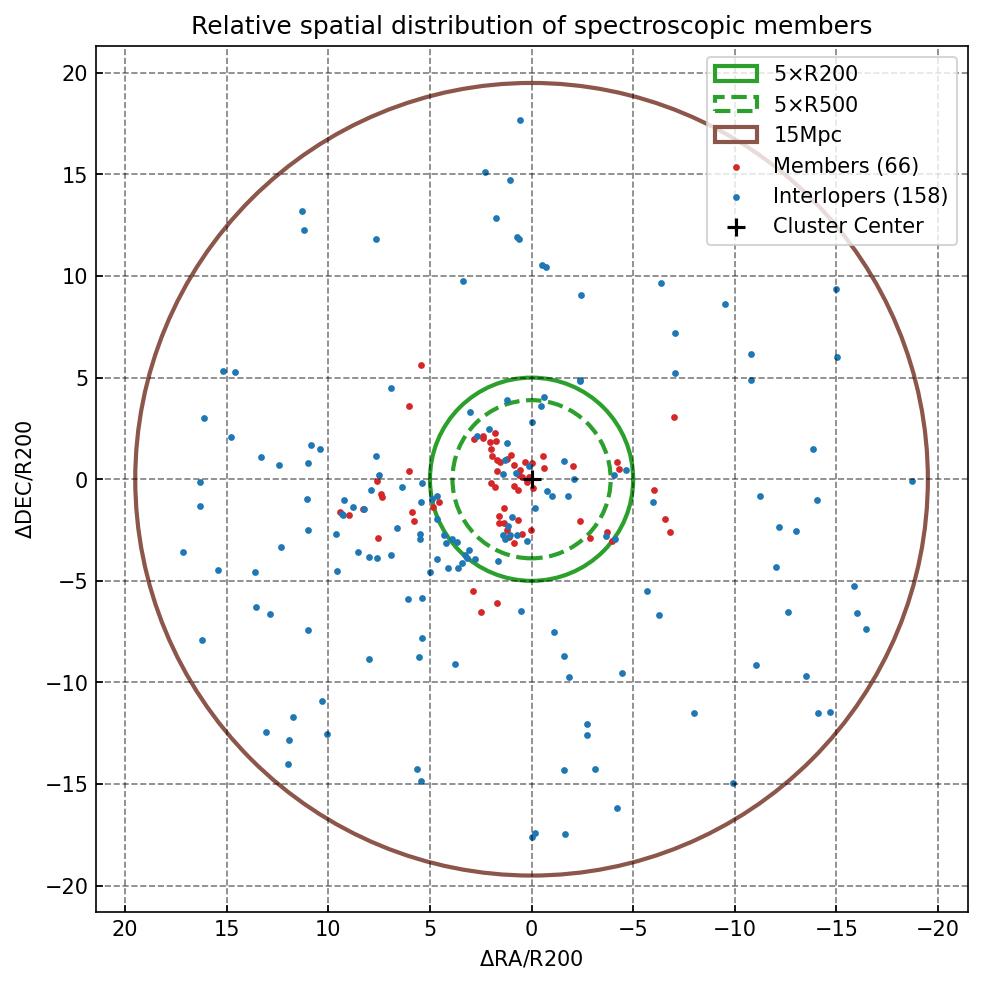 Relative spatial distribution of spectroscopic members
5×R200
5×R500
15Mpc
Members (66)
Interlopers (158)
Cluster Center
20
15
10
5
0
−5
−10
−15
−20
ΔDEC/R200
20 15 10 5 0 −5 −10 −15 −20
ΔRA/R200